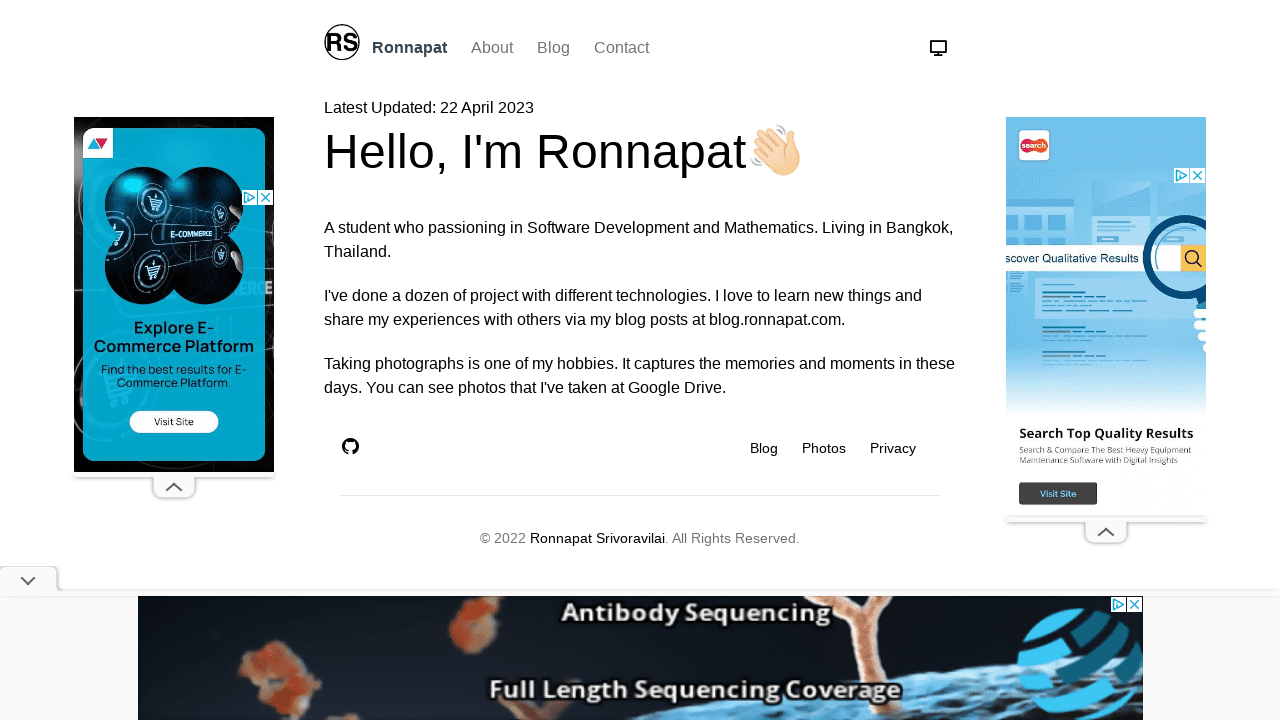 RS Ronnapat About Blog Contact
Latest Updated: 22 April 2023
Hello, I'm Ronnapat
A student who passioning in Software Development and Mathematics. Living in Bangkok,
Thailand.
I've done a dozen of project with different technologies. I love to learn new things and
share my experiences with others via my blog posts at blog.ronnapat.com.
Taking photographs is one of my hobbies. It captures the memories and moments in these
days. You can see photos that I've taken at Google Drive.
Blog Photos Privacy
© 2022 Ronnapat Srivoravilai. All Rights Reserved.
E-COMMERCE
E-COMMERCE
Explore E-
Commerce Platform
Find the best results for E-
Commerce Platform.
Visit Site
search
scover Qualitative Results
Search Top Quality Results
Search & Compare The Best Heavy Equipment
Maintenance Software with Digital Insights
Visit Site
Antibody Sequencing
Full Length Sequencing Coverage